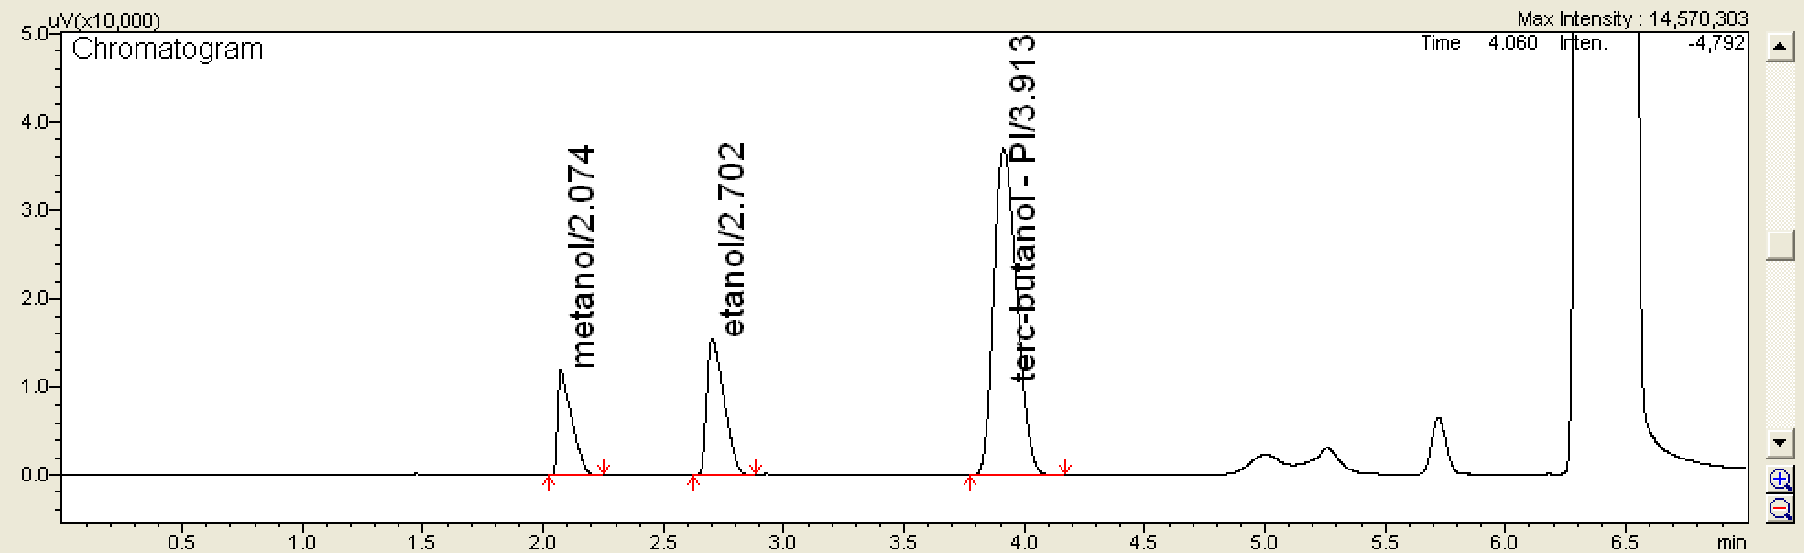 uV(x10,000)
Max Intensity : 14,570,303
Chromatogram
Time 4.060 Inten. -4,792
5.0
4.0
3.0
2.0
1.0
0.0
metanol/2.074
etanol/2.702
terc-butanol - PI/3.913
0.5 1.0 1.5 2.0 2.5 3.0 3.5 4.0 4.5 5.0 5.5 6.0 6.5 min